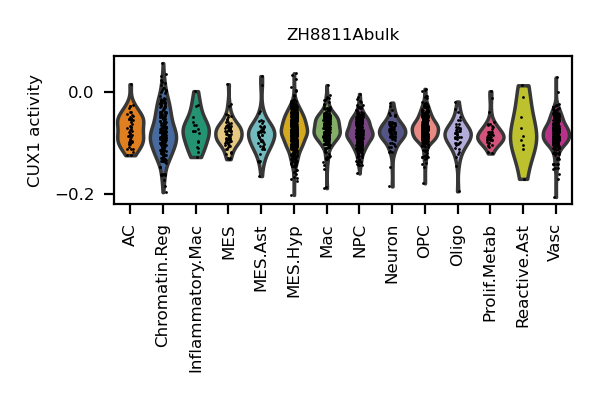 ZH8811Abulk
CUX1 activity
0.0
−0.2
AC
Chromatin.Reg
Inflammatory.Mac
MES
MES.Ast
MES.Hyp
Mac
NPC
Neuron
OPC
Oligo
Prolif.Metab
Reactive.Ast
Vasc